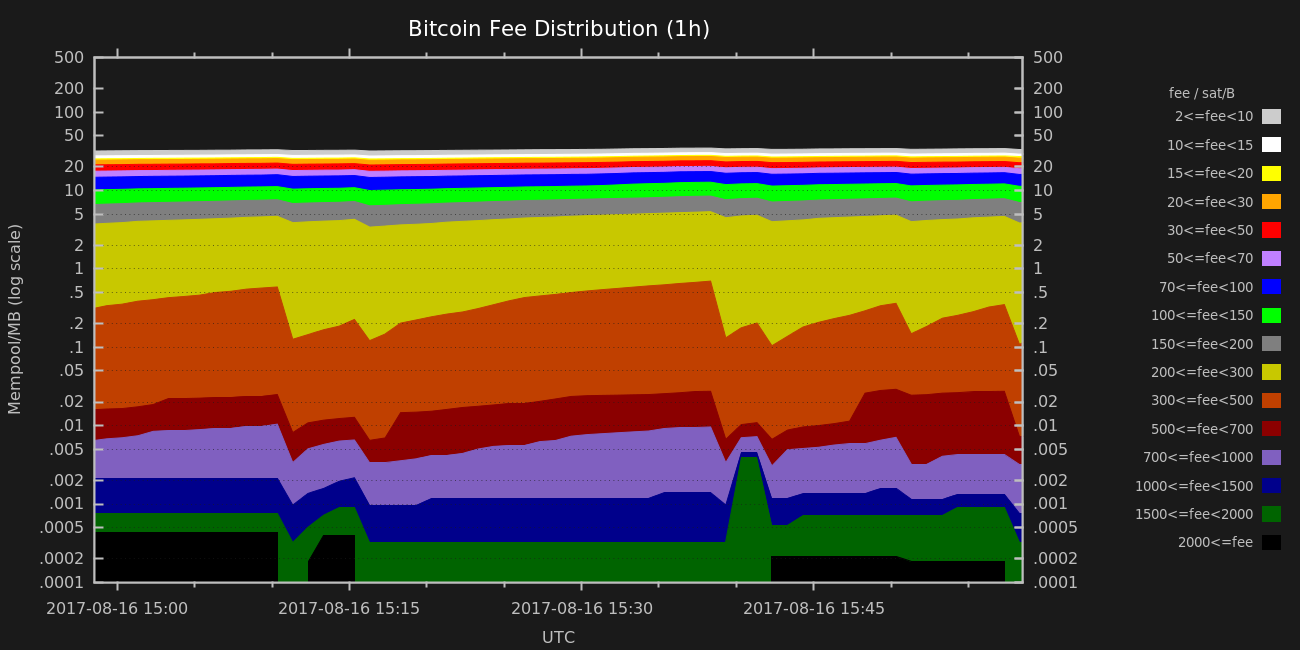 Bitcoin Fee Distribution (1h)
500 500
200 200
100 100
50 50
20 20
10 10
5 5
2 2
1 1
.5 .5
.2 .2
.1 .1
.05 .05
.02 .02
.01 .01
.005 .005
.002 .002
.001 .001
.0005 .0005
.0002 .0002
.0001 .0001
Mempool/MB (log scale)
2017-08-16 15:00 2017-08-16 15:15 2017-08-16 15:30 2017-08-16 15:45
UTC
fee / sat/B
2<=fee<10
10<=fee<15
15<=fee<20
20<=fee<30
30<=fee<50
50<=fee<70
70<=fee<100
100<=fee<150
150<=fee<200
200<=fee<300
300<=fee<500
500<=fee<700
700<=fee<1000
1000<=fee<1500
1500<=fee<2000
2000<=fee